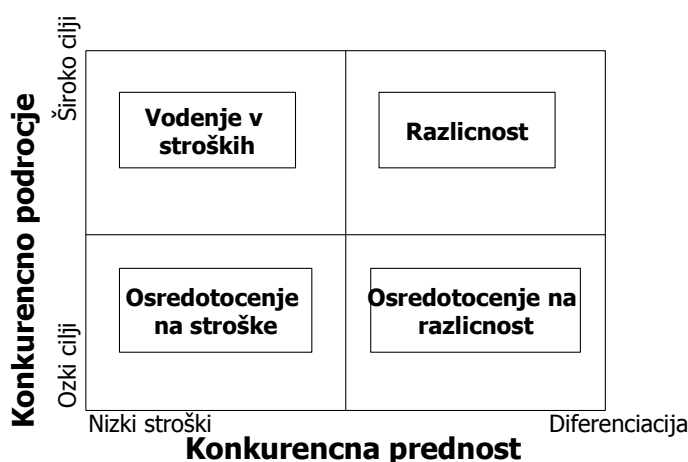 Konkurencno podrocje
Široko cilji
Ozki cilji
Vodenje v
stroških
Razlicnost
Osredotocenje
na stroške
Osredotocenje na
razlicnost
Nizki stroški
Diferenciacija
Konkurencna prednost